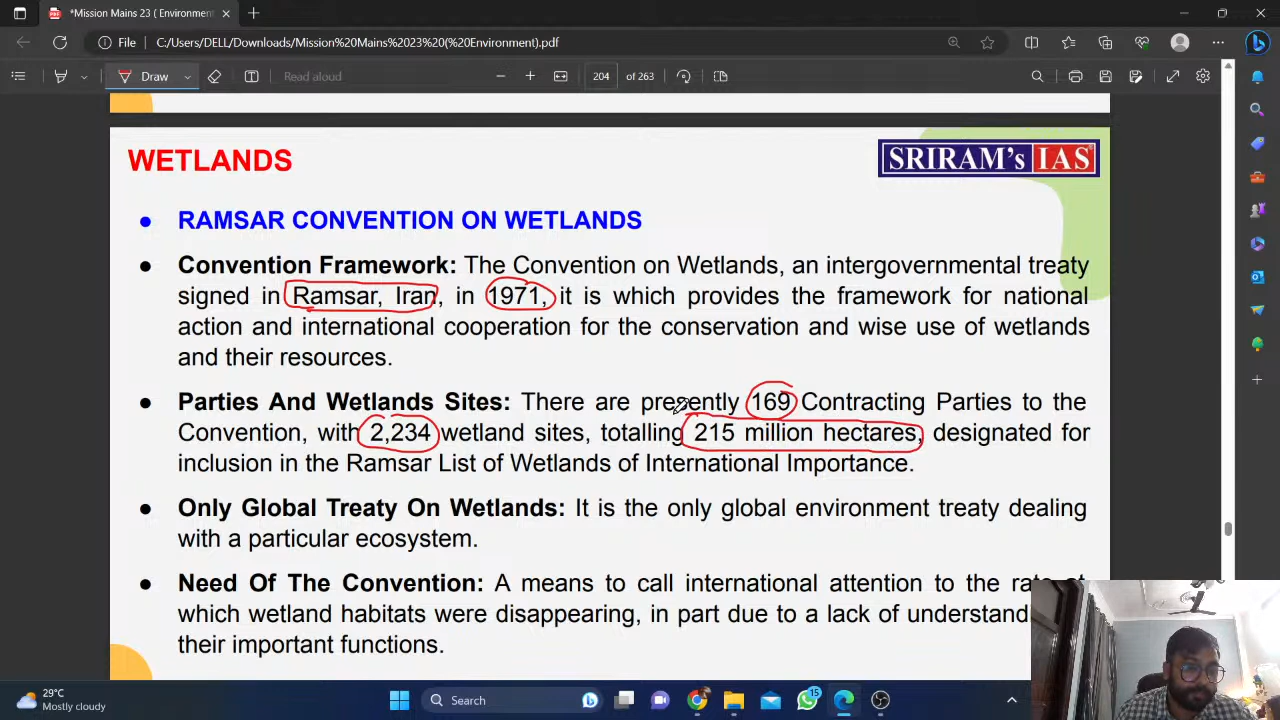 *Mission Mains 23 ( Environment
File C:/Users/DELL/Downloads/Mission%20Mains%2023%20(%20Environment).pdf
Draw Read aloud 204 of 263
WETLANDS
SRIRAM's IAS
RAMSAR CONVENTION ON WETLANDS
Convention Framework: The Convention on Wetlands, an intergovernmental treaty
signed in Ramsar, Iran, in 1971, it is which provides the framework for national
action and international cooperation for the conservation and wise use of wetlands
and their resources.
Parties And Wetlands Sites: There are presently 169 Contracting Parties to the
Convention, with 2,234 wetland sites, totalling 215 million hectares, designated for
inclusion in the Ramsar List of Wetlands of International Importance.
Only Global Treaty On Wetlands: It is the only global environment treaty dealing
with a particular ecosystem.
Need Of The Convention: A means to call international attention to the rate of
which wetland habitats were disappearing, in part due to a lack of understand
their important functions.
29°C
Mostly cloudy
Search
15